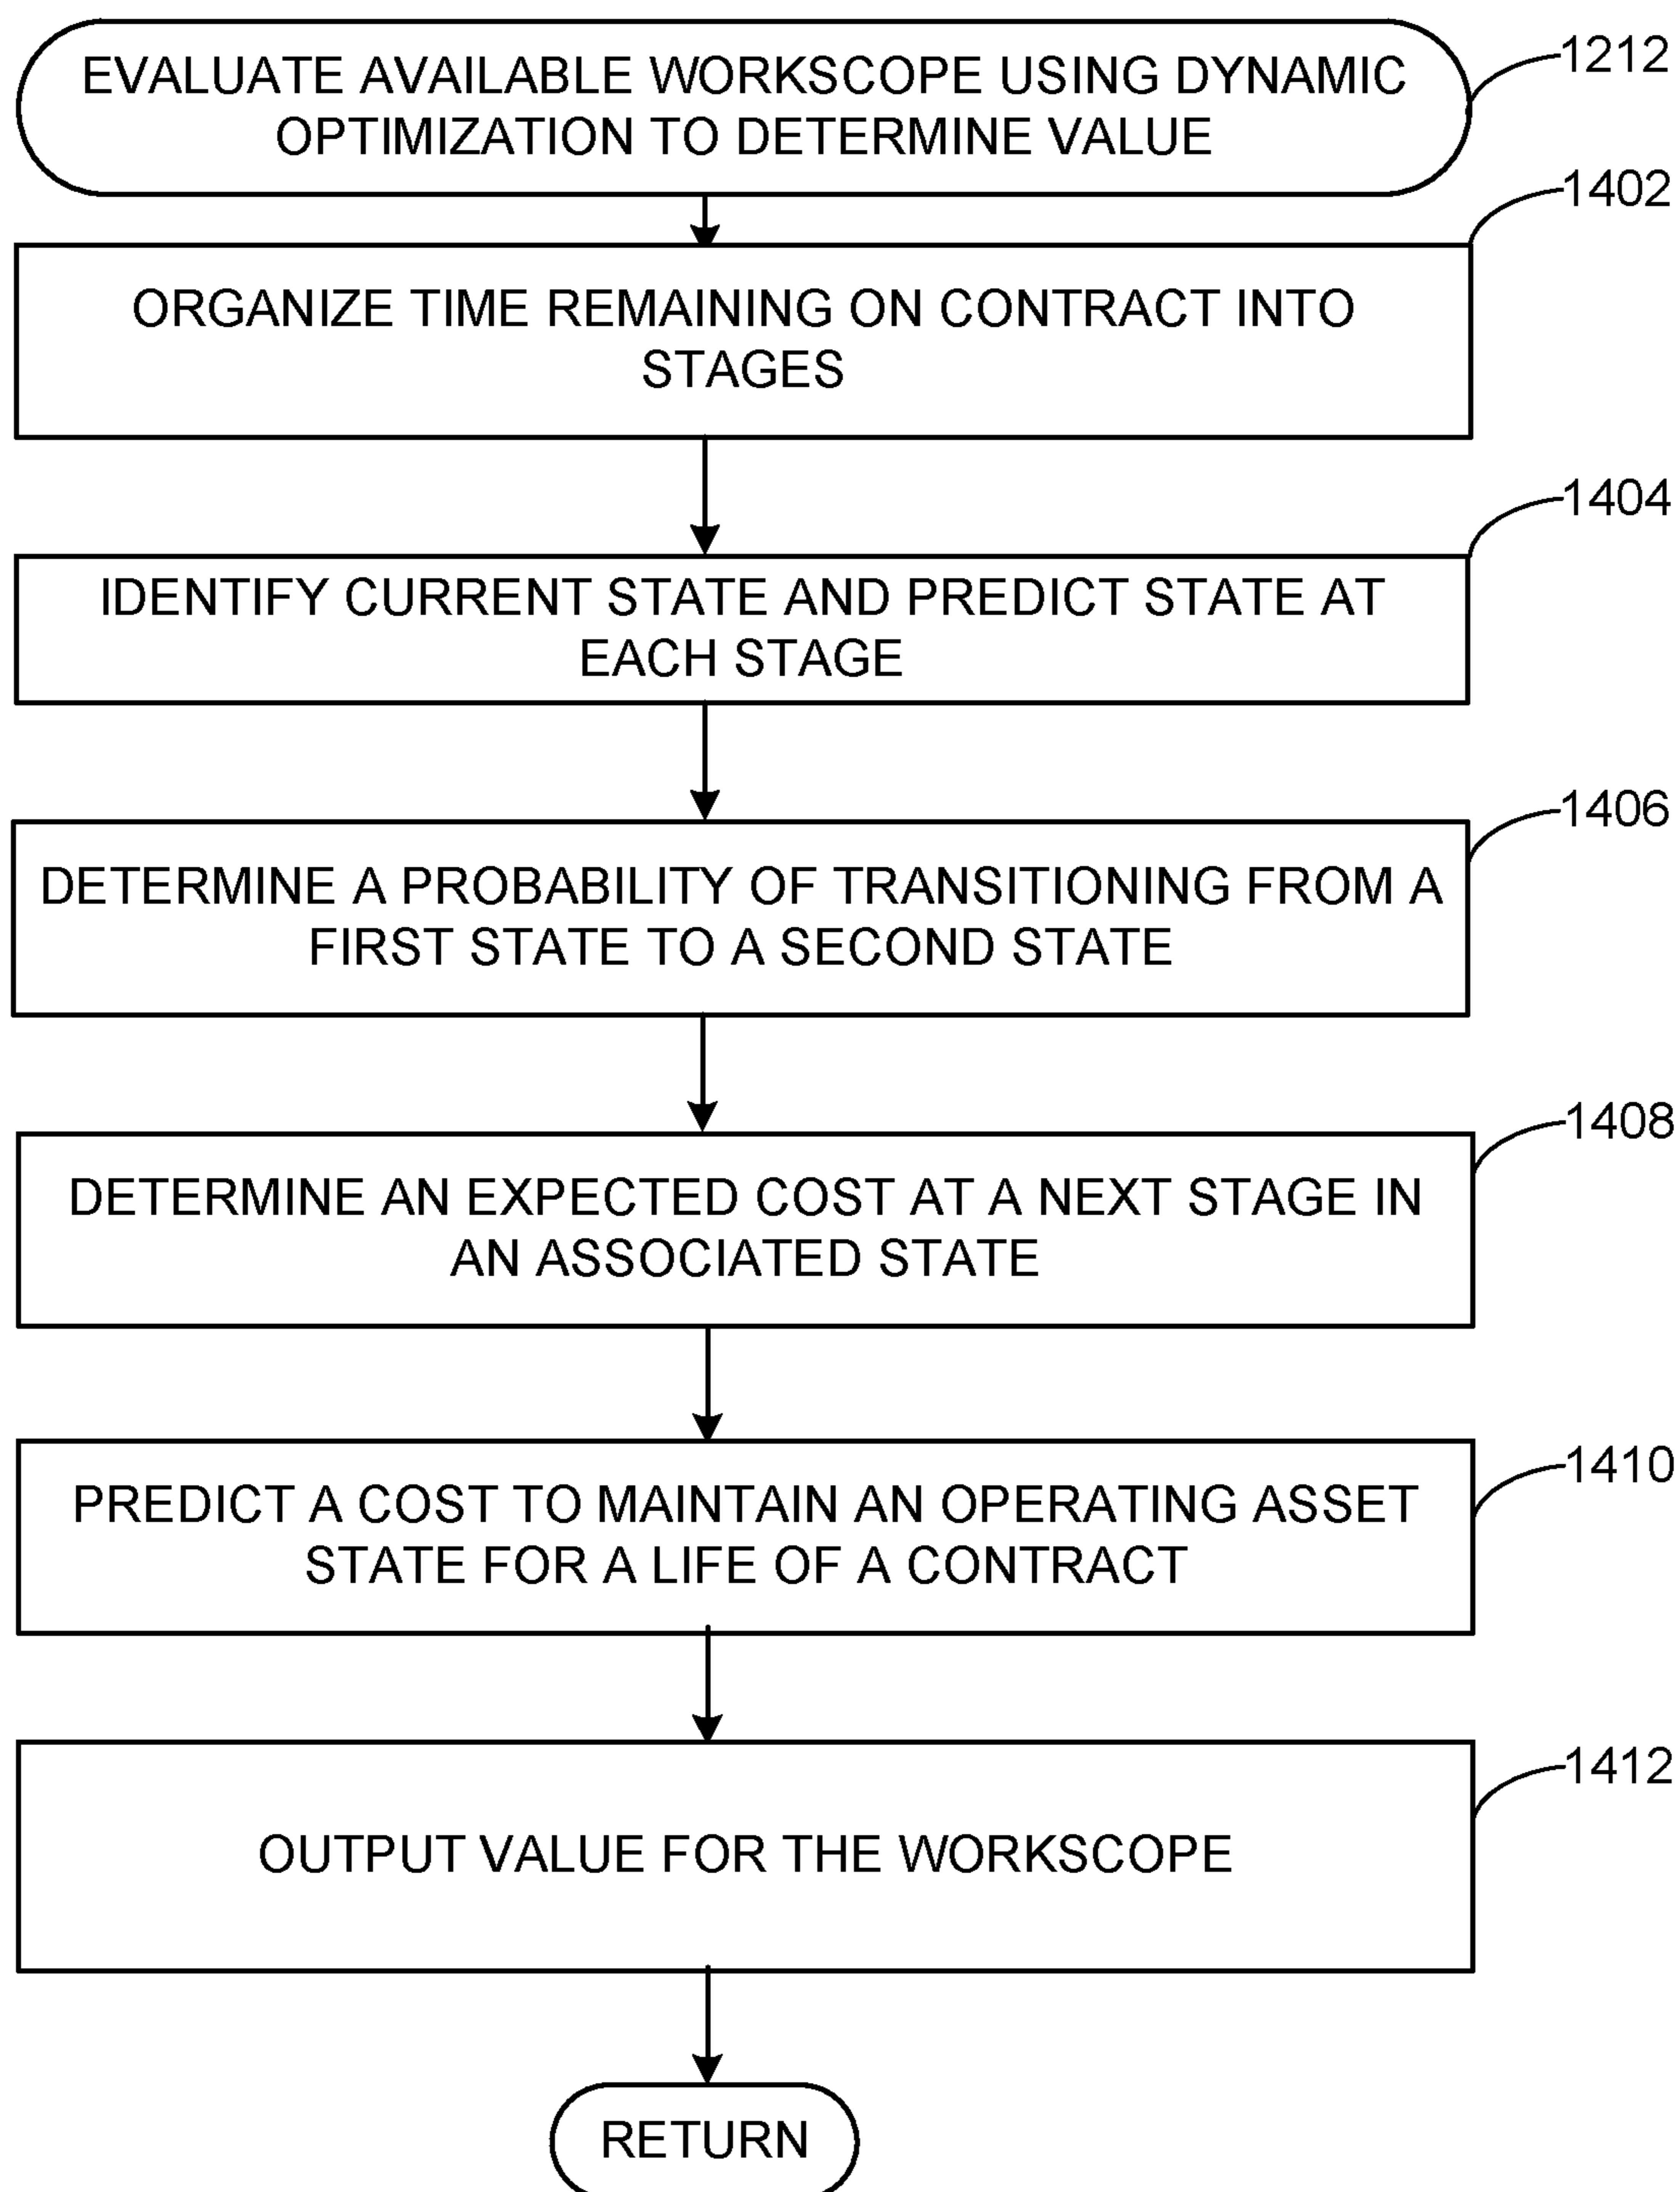 EVALUATE AVAILABLE WORKSCOPE USING DYNAMIC
OPTIMIZATION TO DETERMINE VALUE
1212
1402
ORGANIZE TIME REMAINING ON CONTRACT INTO
STAGES
1404
IDENTIFY CURRENT STATE AND PREDICT STATE AT
EACH STAGE
1406
DETERMINE A PROBABILITY OF TRANSITIONING FROM A
FIRST STATE TO A SECOND STATE
1408
DETERMINE AN EXPECTED COST AT A NEXT STAGE IN
AN ASSOCIATED STATE
1410
PREDICT A COST TO MAINTAIN AN OPERATING ASSET
STATE FOR A LIFE OF A CONTRACT
1412
OUTPUT VALUE FOR THE WORKSCOPE
RETURN